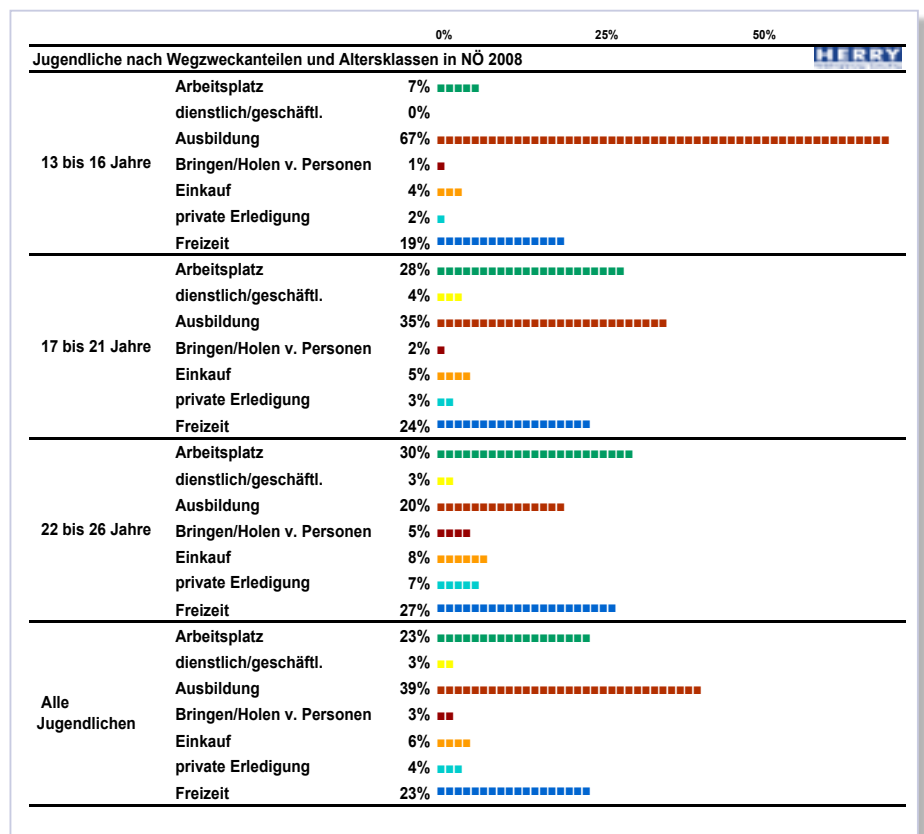 0% 25% 50%
Jugendliche nach Wegzweckanteilen und Altersklassen in NÖ 2008 HERRY
Arbeitsplatz 7%
dienstlich/geschäftl. 0%
Ausbildung 67%
13 bis 16 Jahre Bringen/Holen v. Personen 1%
Einkauf 4%
private Erledigung 2%
Freizeit 19%
Arbeitsplatz 28%
dienstlich/geschäftl. 4%
Ausbildung 35%
17 bis 21 Jahre Bringen/Holen v. Personen 2%
Einkauf 5%
private Erledigung 3%
Freizeit 24%
Arbeitsplatz 30%
dienstlich/geschäftl. 3%
Ausbildung 20%
22 bis 26 Jahre Bringen/Holen v. Personen 5%
Einkauf 8%
private Erledigung 7%
Freizeit 27%
Arbeitsplatz 23%
dienstlich/geschäftl. 3%
Ausbildung 39%
Alle
Jugendlichen
Bringen/Holen v. Personen 3%
Einkauf 6%
private Erledigung 4%
Freizeit 23%